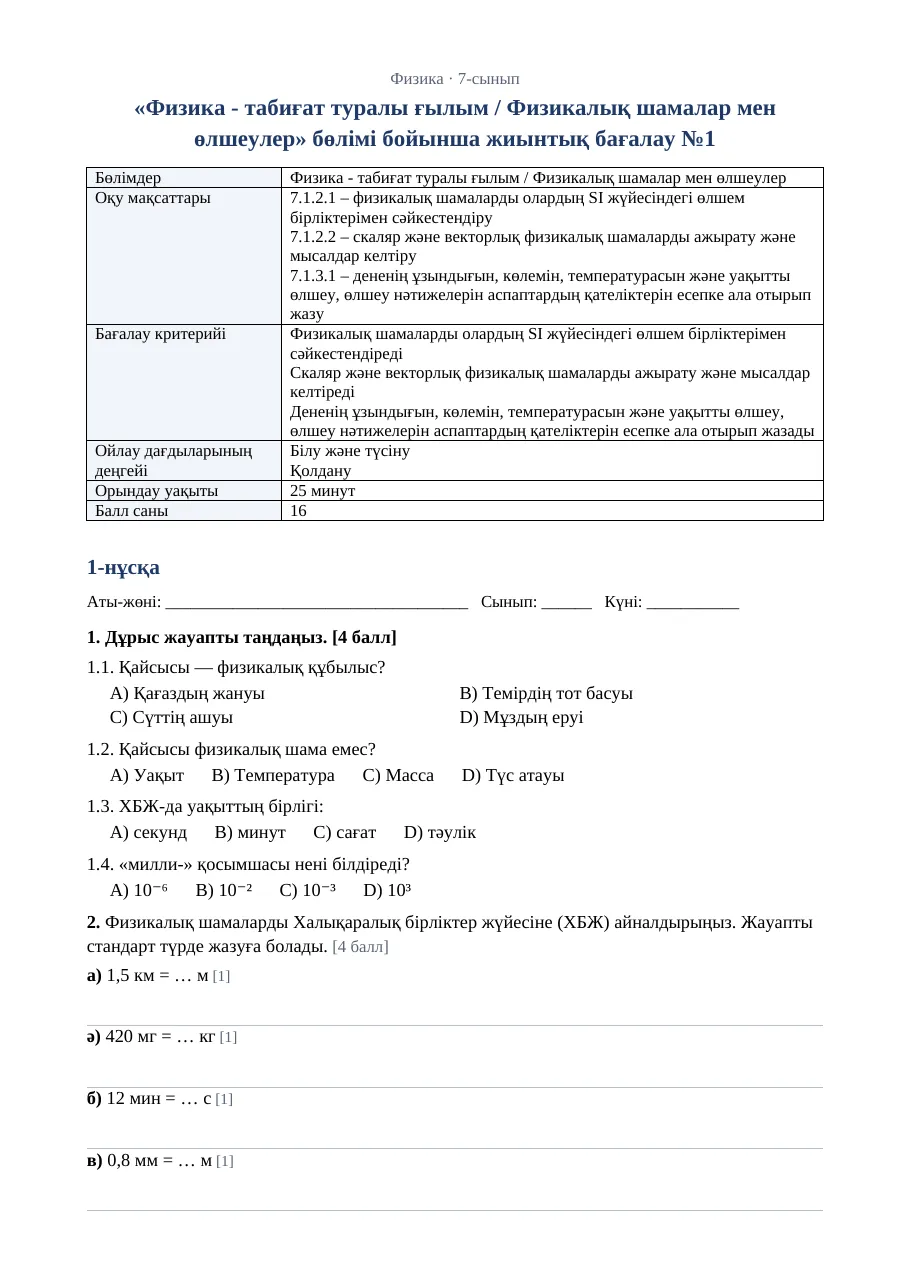 Физика · 7-сынып
«Физика - табиғат туралы ғылым / Физикалық шамалар мен
өлшеулер» бөлімі бойынша жиынтық бағалау №1
Бөлімдер
Физика - табиғат туралы ғылым / Физикалық шамалар мен өлшеулер
Оқу мақсаттары
7.1.2.1 – физикалық шамаларды олардың SI жүйесіндегі өлшем
бірліктерімен сәйкестендіру
7.1.2.2 – скаляр және векторлық физикалық шамаларды ажырату және
мысалдар келтіру
7.1.3.1 – дененің ұзындығын, көлемін, температурасын және уақытты
өлшеу, өлшеу нәтижелерін аспаптардың қателіктерін есепке ала отырып
жазу
Бағалау критерийі
Физикалық шамаларды олардың SI жүйесіндегі өлшем бірліктерімен
сәйкестендіреді
Скаляр және векторлық физикалық шамаларды ажырату және мысалдар
келтіреді
Дененің ұзындығын, көлемін, температурасын және уақытты өлшеу,
өлшеу нәтижелерін аспаптардың қателіктерін есепке ала отырып жазады
Ойлау дағдыларының
деңгейі
Білу және түсіну
Қолдану
Орындау уақыты
25 минут
Балл саны
16
1-нұсқа
Аты-жөні: ____________________________________ Сынып: ______ Күні: ___________
1. Дұрыс жауапты таңдаңыз. [4 балл]
1.1. Қайсысы — физикалық құбылыс?
A) Қағаздың жануы B) Темірдің тот басуы
C) Сүттің ашуы D) Мұздың еруі
1.2. Қайсысы физикалық шама емес?
A) Уақыт B) Температура C) Масса D) Түс атауы
1.3. ХБЖ-да уақыттың бірлігі:
A) секунд B) минут C) сағат D) тәулік
1.4. «милли-» қосымшасы нені білдіреді?
A) 10⁻⁶ B) 10⁻² C) 10⁻³ D) 10³
2. Физикалық шамаларды Халықаралық бірліктер жүйесіне (ХБЖ) айналдырыңыз. Жауапты
стандарт түрде жазуға болады. [4 балл]
а) 1,5 км = … м [1]
ә) 420 мг = … кг [1]
б) 12 мин = … с [1]
в) 0,8 мм = … м [1]